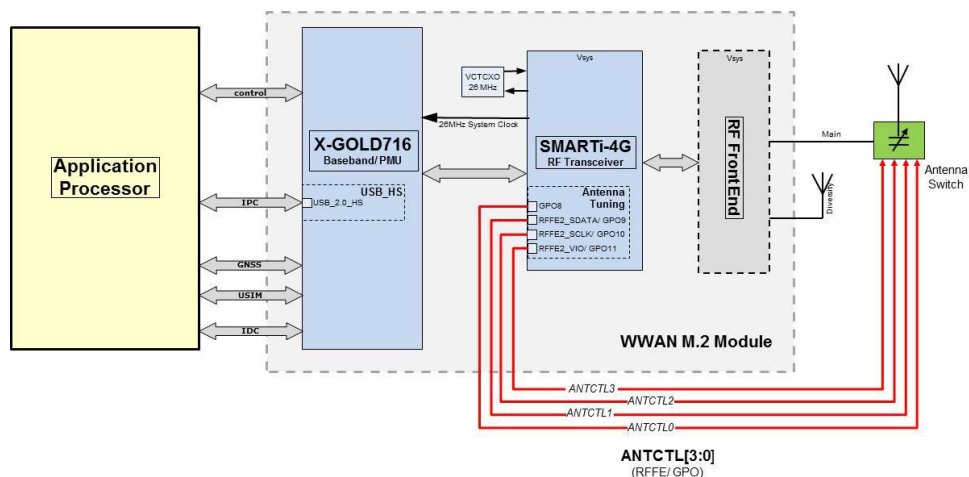 Application
Processor
control
IPC
GNSS
USIM
IDC
X-GOLD716
Baseband/ PMU
USB_HS
USB_2.0_HS
VCTCXO
26 MHz
26MHz System Clock
Vsys
SMARTi-4G
RF Transceiver
Antenna
Tuning
GPO8
RFFE2_SDATA/ GPO9
RFFE2_SCLK/ GPO10
RFFE2_VIO/ GPO11
Vsys
RF Front End
Main
Diversity
Antenna
Switch
WWAN M.2 Module
ANTCTL3
ANTCTL2
ANTCTL1
ANTCTL0
ANTCTL[3:0]
(RFFE/ GPO)